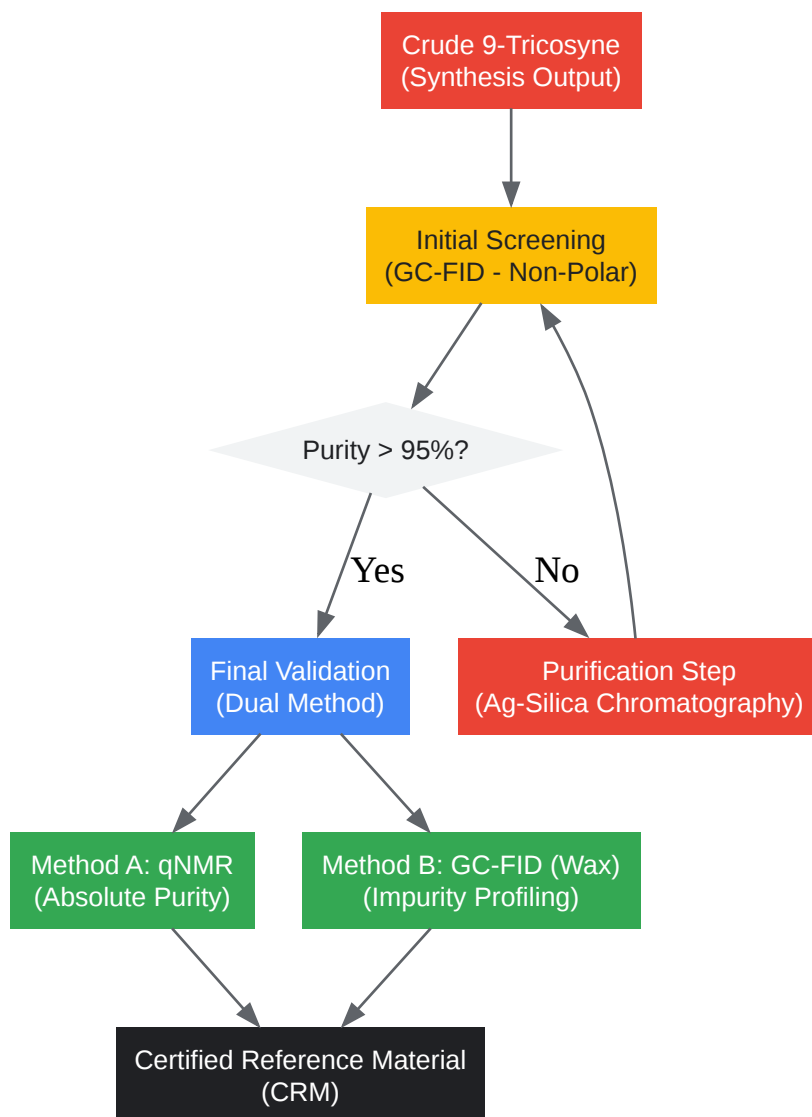 Crude 9-Tricosyne
(Synthesis Output)
Initial Screening
(GC-FID - Non-Polar)
Purity > 95%?
Yes
No
Final Validation
(Dual Method)
Purification Step
(Ag-Silica Chromatography)
Method A: qNMR
(Absolute Purity)
Method B: GC-FID (Wax)
(Impurity Profiling)
Certified Reference Material
(CRM)